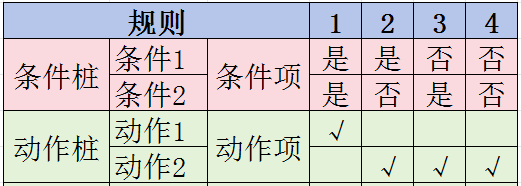 规则 1 2 3 4
条件桩 条件1 条件项 是 是 否 否
条件2 是 否 是 否
动作桩 动作1 动作项 √
动作2 √ √ √